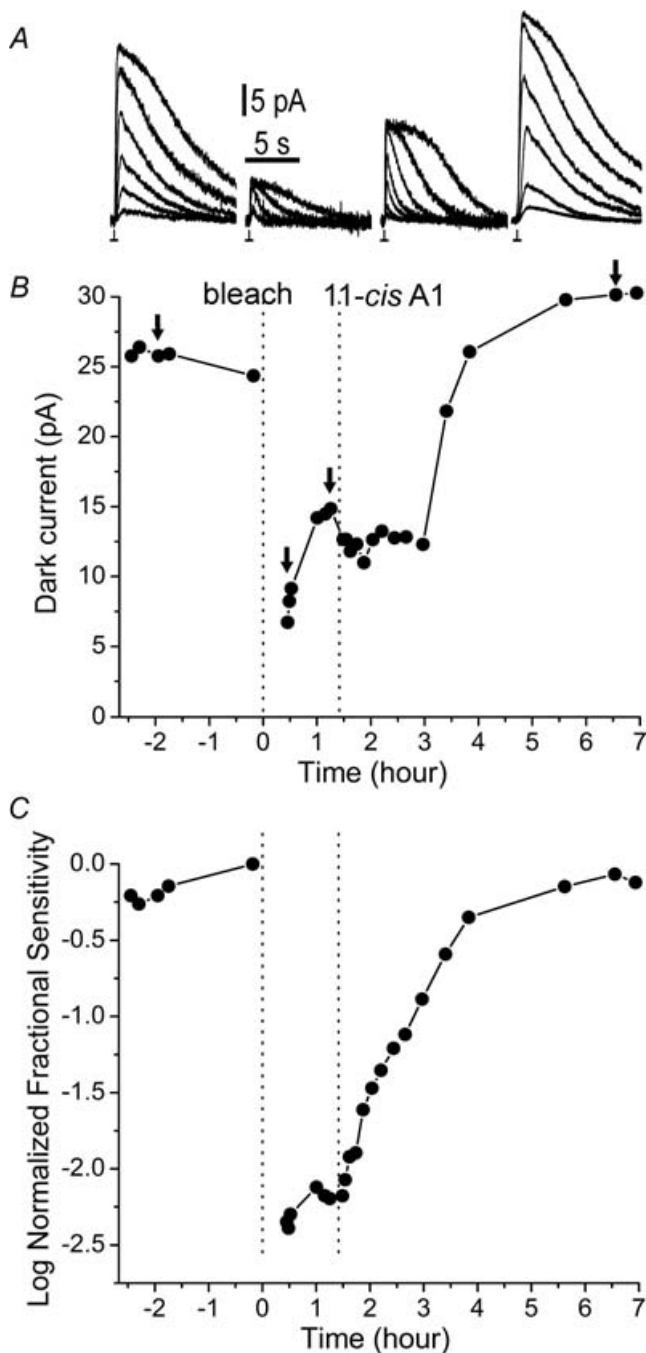 A
5 pA
5 s
B
bleach 11-cis A1
30
25
20
15
10
5
0
Dark current (pA)
-2 -1 0 1 2 3 4 5 6 7
Time (hour)
C
0.0
-0.5
-1.0
-1.5
-2.0
-2.5
Log Normalized Fractional Sensitivity
-2 -1 0 1 2 3 4 5 6 7
Time (hour)